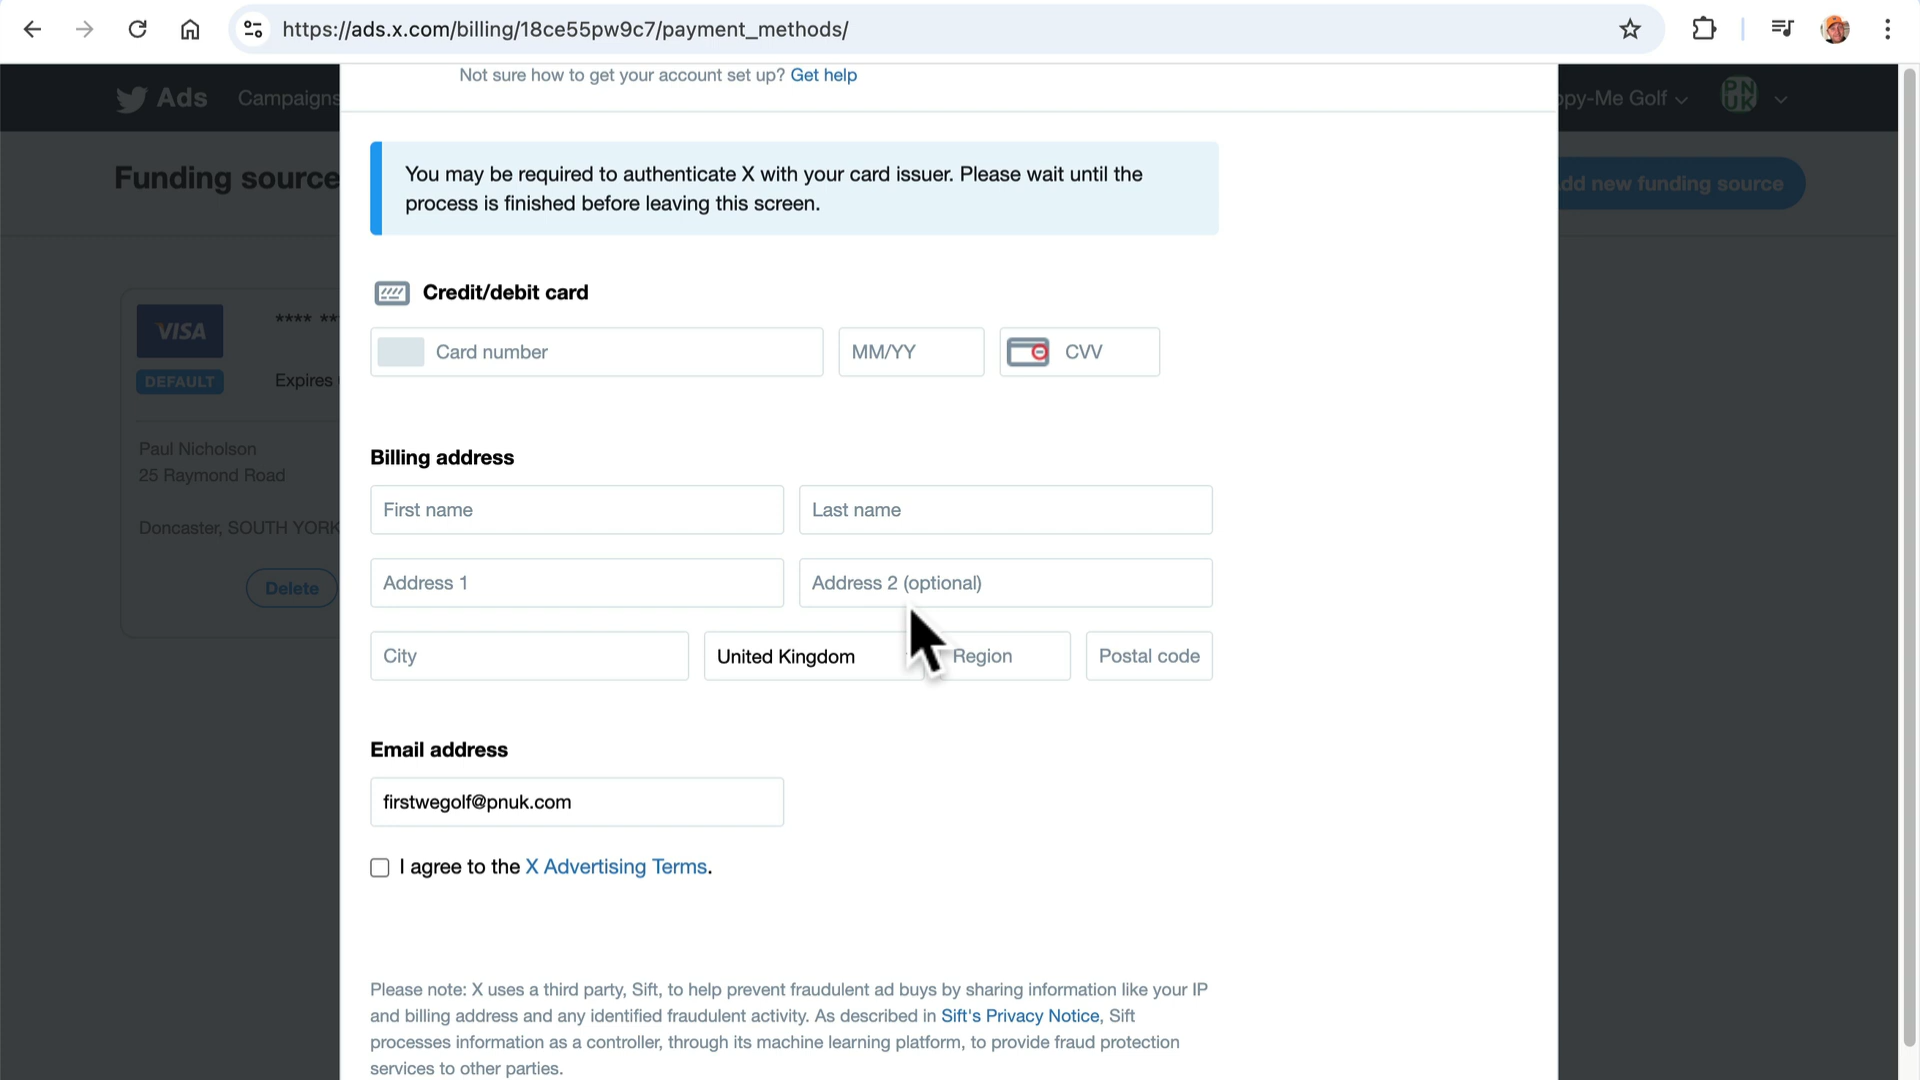 https://ads.x.com/billing/18ce55pw9c7/payment_methods/
Not sure how to get your account set up? Get help
Ads
Campaigns
opy-Me Golf
PN
UK
Funding source
dd new funding source
You may be required to authenticate X with your card issuer. Please wait until the
process is finished before leaving this screen.
VISA
**** **
DEFAULT
Expires
Paul Nicholson
25 Raymond Road
Doncaster, SOUTH YORK
Delete
Credit/debit card
Card number
MM/YY
CVV
Billing address
First name
Last name
Address 1
Address 2 (optional)
City
United Kingdom
Region
Postal code
Email address
firstwegolf@pnuk.com
I agree to the X Advertising Terms.
Please note: X uses a third party, Sift, to help prevent fraudulent ad buys by sharing information like your IP
and billing address and any identified fraudulent activity. As described in Sift's Privacy Notice, Sift
processes information as a controller, through its machine learning platform, to provide fraud protection
services to other parties.